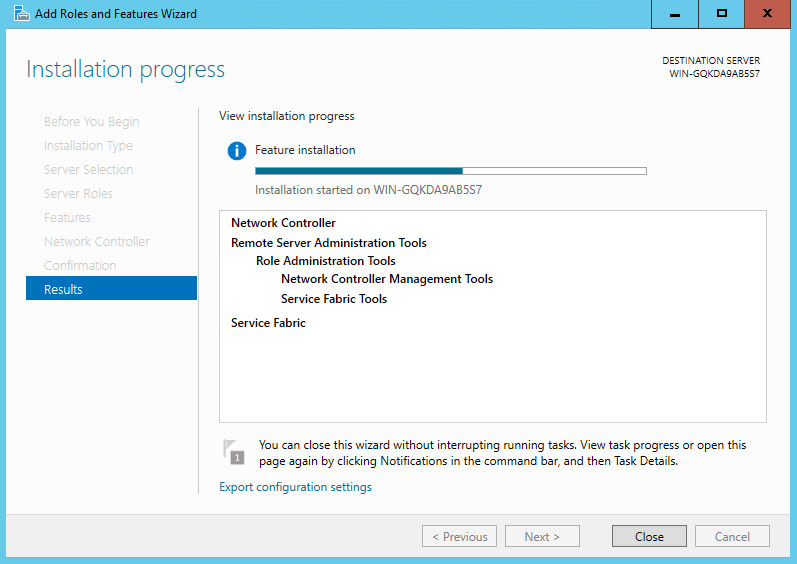 Add Roles and Features Wizard
Installation progress
DESTINATION SERVER
WIN-GQKDA9AB5S7
Before You Begin
Installation Type
Server Selection
Server Roles
Features
Network Controller
Confirmation
Results
View installation progress
Feature installation
Installation started on WIN-GQKDA9AB5S7
Network Controller
Remote Server Administration Tools
Role Administration Tools
Network Controller Management Tools
Service Fabric Tools
Service Fabric
1
You can close this wizard without interrupting running tasks. View task progress or open this
page again by clicking Notifications in the command bar, and then Task Details.
Export configuration settings
< Previous
Next >
Close
Cancel